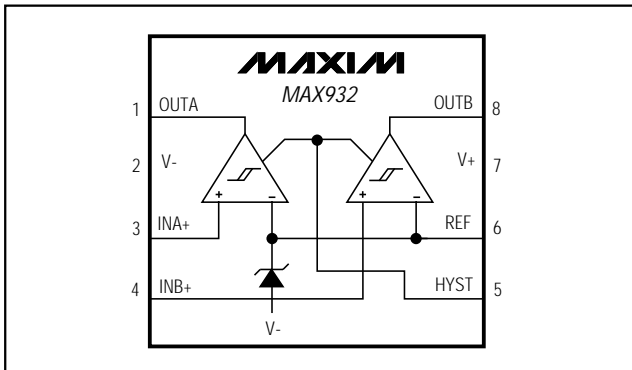 MAXIM
MAX932
1 OUTA
OUTB 8
2 V-
V+ 7
+ − + −
3 INA+
REF 6
4 INB+
HYST 5
V-